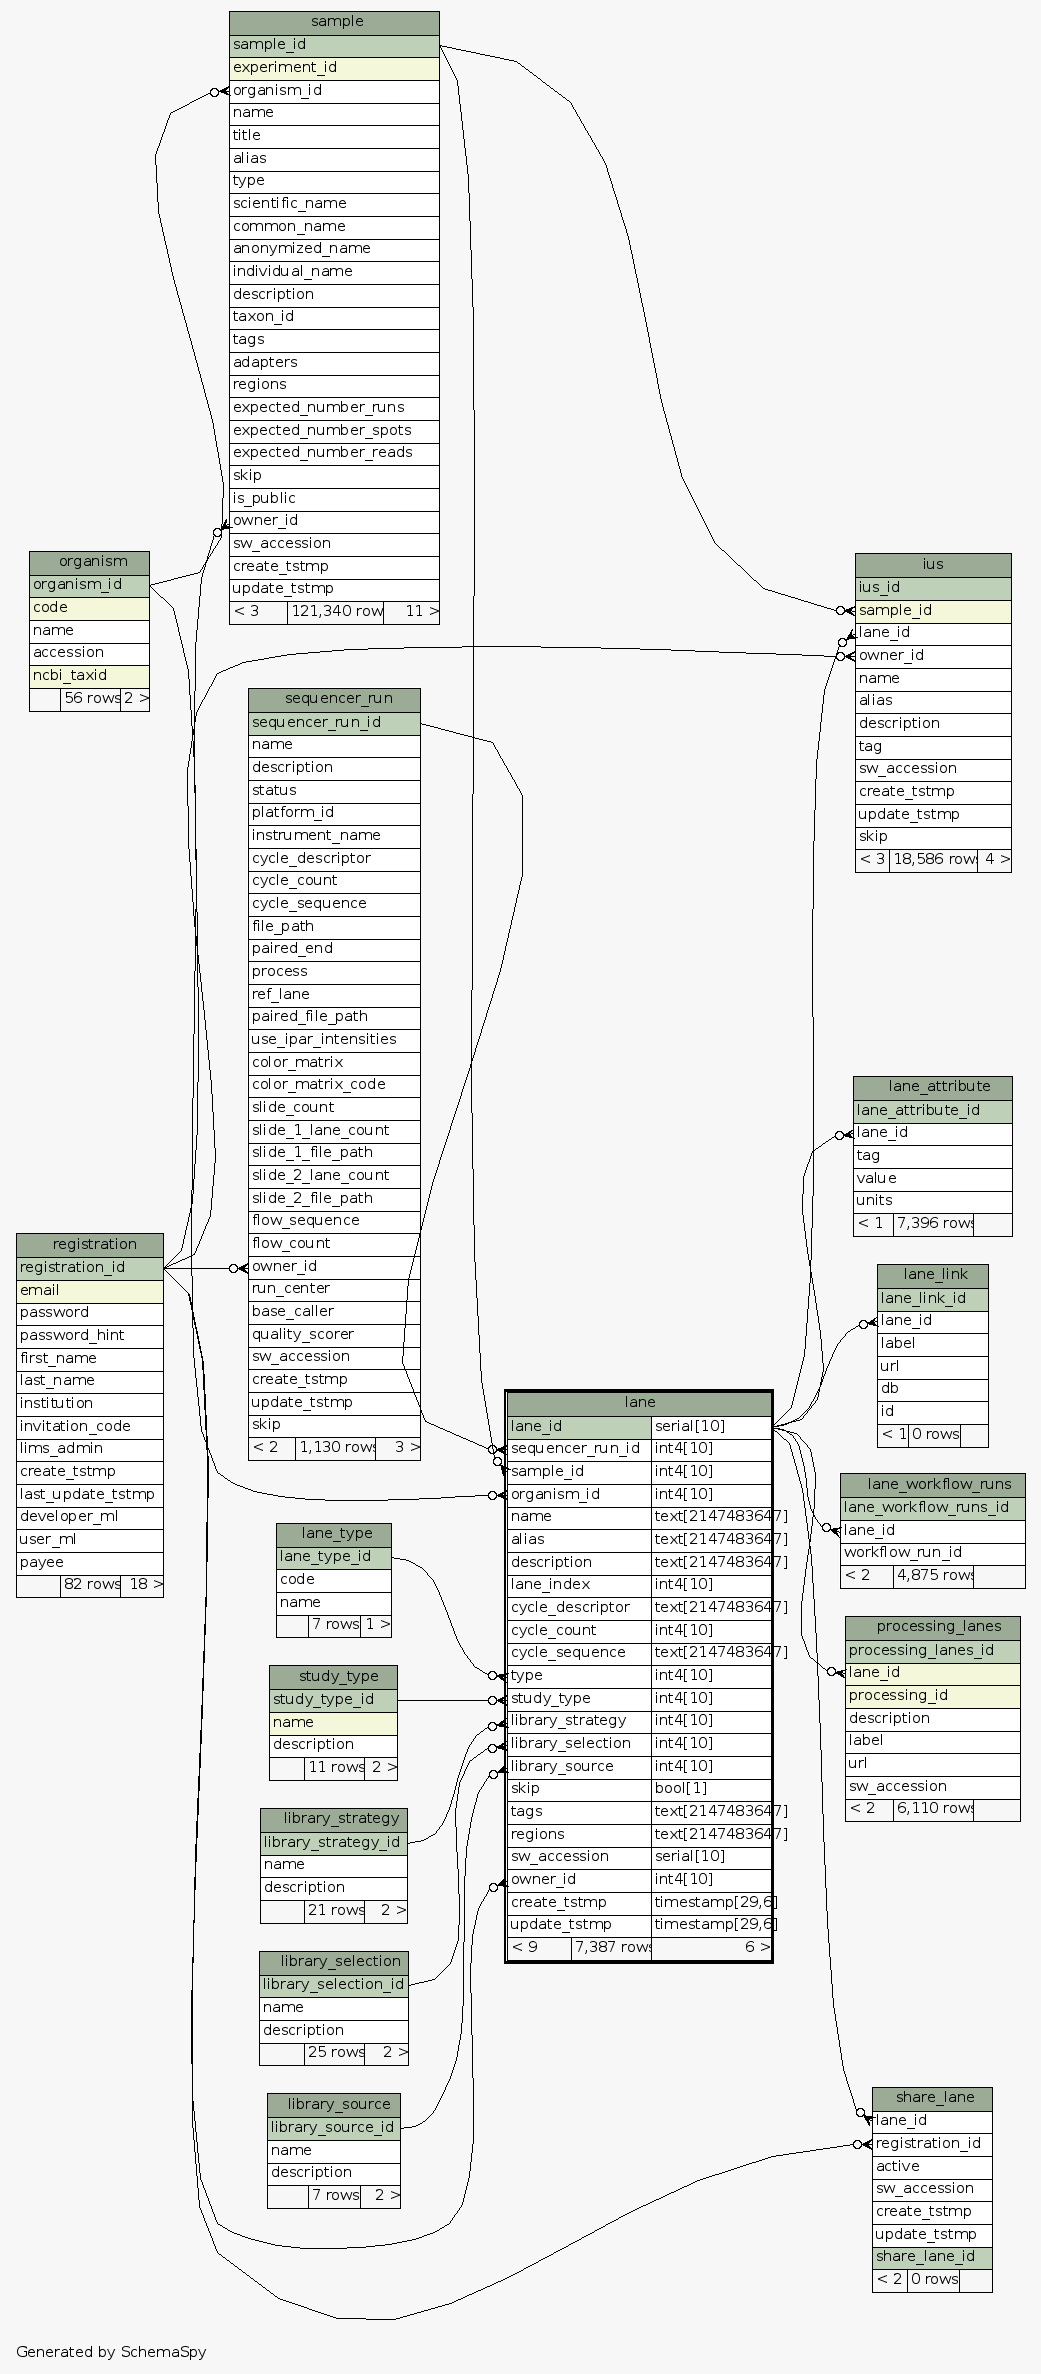 sample
sample_id
experiment_id
organism_id
name
title
alias
type
scientific_name
common_name
anonymized_name
individual_name
description
taxon_id
tags
adapters
regions
expected_number_runs
expected_number_spots
expected_number_reads
skip
is_public
owner_id
sw_accession
create_tstmp
update_tstmp
< 3 121,340 row 11 >
organism
organism_id
code
name
accession
ncbi_taxid
56 rows 2 >
ius
ius_id
sample_id
lane_id
owner_id
name
alias
description
tag
sw_accession
create_tstmp
update_tstmp
skip
< 3 18,586 rows 4 >
sequencer_run
sequencer_run_id
name
description
status
platform_id
instrument_name
cycle_descriptor
cycle_count
cycle_sequence
file_path
paired_end
process
ref_lane
paired_file_path
use_ipar_intensities
color_matrix
color_matrix_code
slide_count
slide_1_lane_count
slide_1_file_path
slide_2_lane_count
slide_2_file_path
flow_sequence
flow_count
owner_id
run_center
base_caller
quality_scorer
sw_accession
create_tstmp
update_tstmp
skip
< 2 1,130 rows 3 >
lane_attribute
lane_attribute_id
lane_id
tag
value
units
< 1 7,396 rows
registration
registration_id
email
password
password_hint
first_name
last_name
institution
invitation_code
lims_admin
create_tstmp
last_update_tstmp
developer_ml
user_ml
payee
82 rows 18 >
lane_link
lane_link_id
lane_id
label
url
db
id
< 1 0 rows
lane
lane_id serial[10]
sequencer_run_id int4[10]
sample_id int4[10]
organism_id int4[10]
name text[2147483647]
alias text[2147483647]
description text[2147483647]
lane_index int4[10]
cycle_descriptor text[2147483647]
cycle_count int4[10]
cycle_sequence text[2147483647]
type int4[10]
study_type int4[10]
library_strategy int4[10]
library_selection int4[10]
library_source int4[10]
skip bool[1]
tags text[2147483647]
regions text[2147483647]
sw_accession serial[10]
owner_id int4[10]
create_tstmp timestamp[29,6]
update_tstmp timestamp[29,6]
< 9 7,387 rows 6 >
lane_workflow_runs
lane_workflow_runs_id
lane_id
workflow_run_id
< 2 4,875 rows
lane_type
lane_type_id
code
name
7 rows 1 >
processing_lanes
processing_lanes_id
lane_id
processing_id
description
label
url
sw_accession
< 2 6,110 rows
study_type
study_type_id
name
description
11 rows 2 >
library_strategy
library_strategy_id
name
description
21 rows 2 >
library_selection
library_selection_id
name
description
25 rows 2 >
library_source
library_source_id
name
description
7 rows 2 >
share_lane
lane_id
registration_id
active
sw_accession
create_tstmp
update_tstmp
share_lane_id
< 2 0 rows
Generated by SchemaSpy